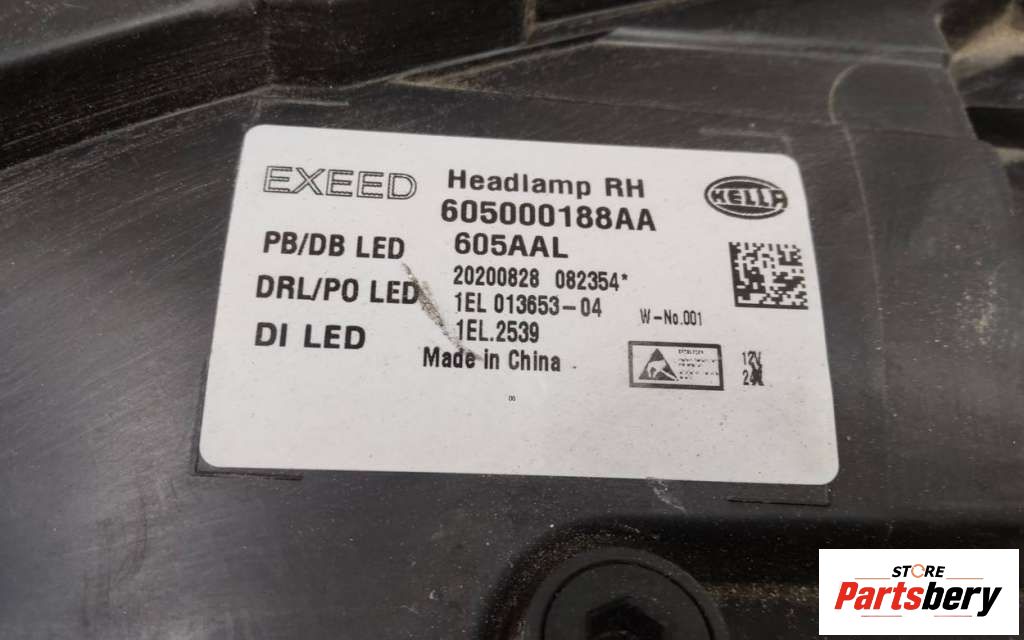 EXEED
Headlamp RH
HELLA
605000188AA
PB/DB LED
605AAL
20200828 082354*
DRL/PO LED
1EL 013653-04
W-No.001
DI LED
1EL.2539
Made in China
12V
06
STORE
Partsbery